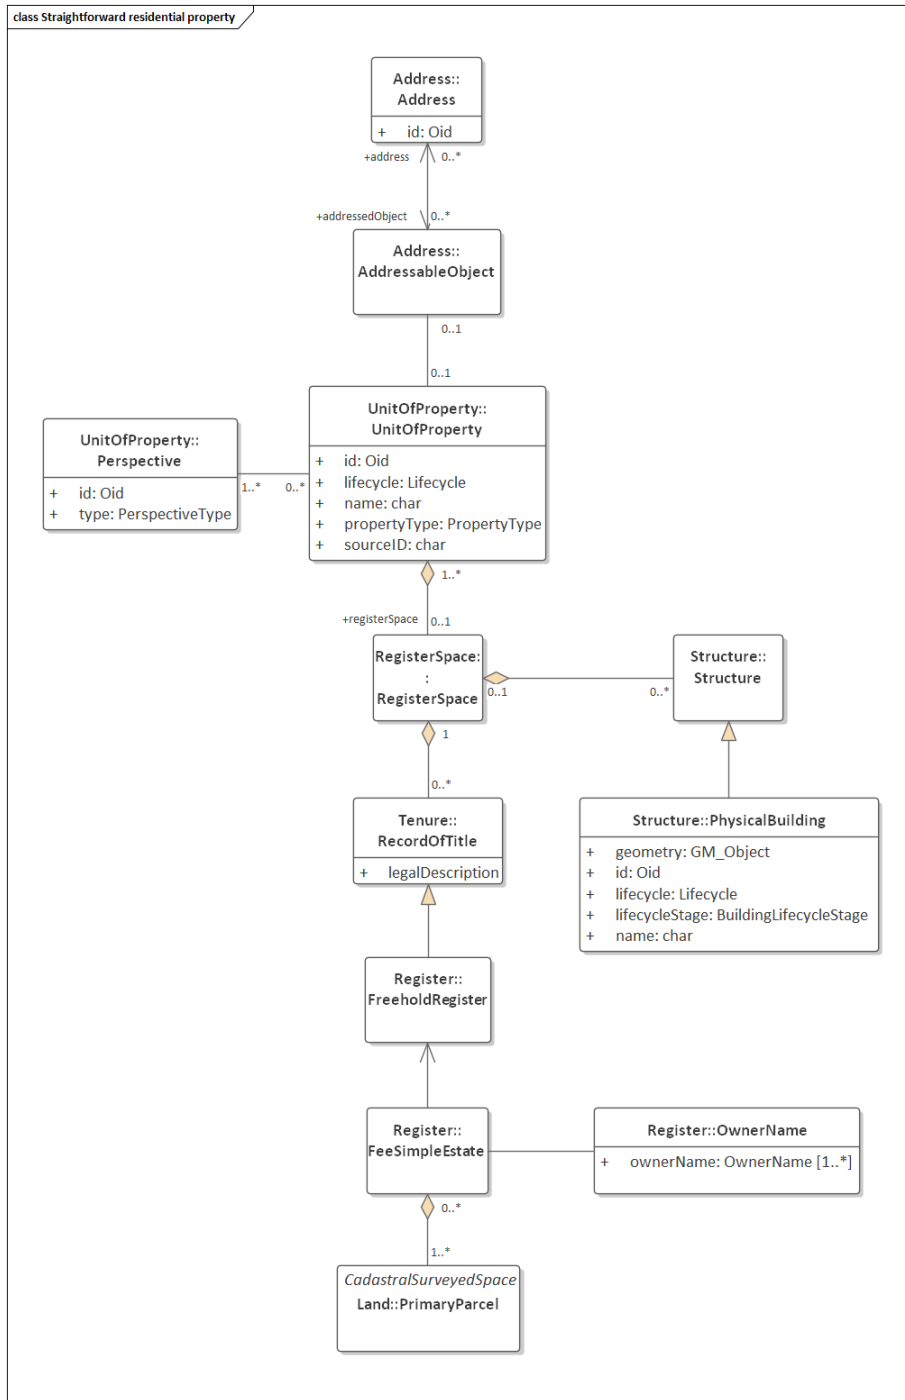 class Straightforward residential property
Address::
Address
+ id: Oid
+address 0..*
+addressedObject 0..*
Address::
AddressableObject
0..1
0..1
UnitOfProperty::
UnitOfProperty
+ id: Oid
+ lifecycle: Lifecycle
+ name: char
+ propertyType: PropertyType
+ sourceID: char
UnitOfProperty::
Perspective
+ id: Oid
+ type: PerspectiveType
1..* 0..*
1..*
+registerSpace 0..1
RegisterSpace:
:
RegisterSpace
0..1 0..*
Structure::
Structure
1
0..*
Tenure::
RecordOfTitle
+ legalDescription
Structure::PhysicalBuilding
+ geometry: GM_Object
+ id: Oid
+ lifecycle: Lifecycle
+ lifecycleStage: BuildingLifecycleStage
+ name: char
Register::
FreeholdRegister
Register::
FeeSimpleEstate
Register::OwnerName
+ ownerName: OwnerName [1..*]
0..*
1..*
CadastralSurveyedSpace
Land::PrimaryParcel